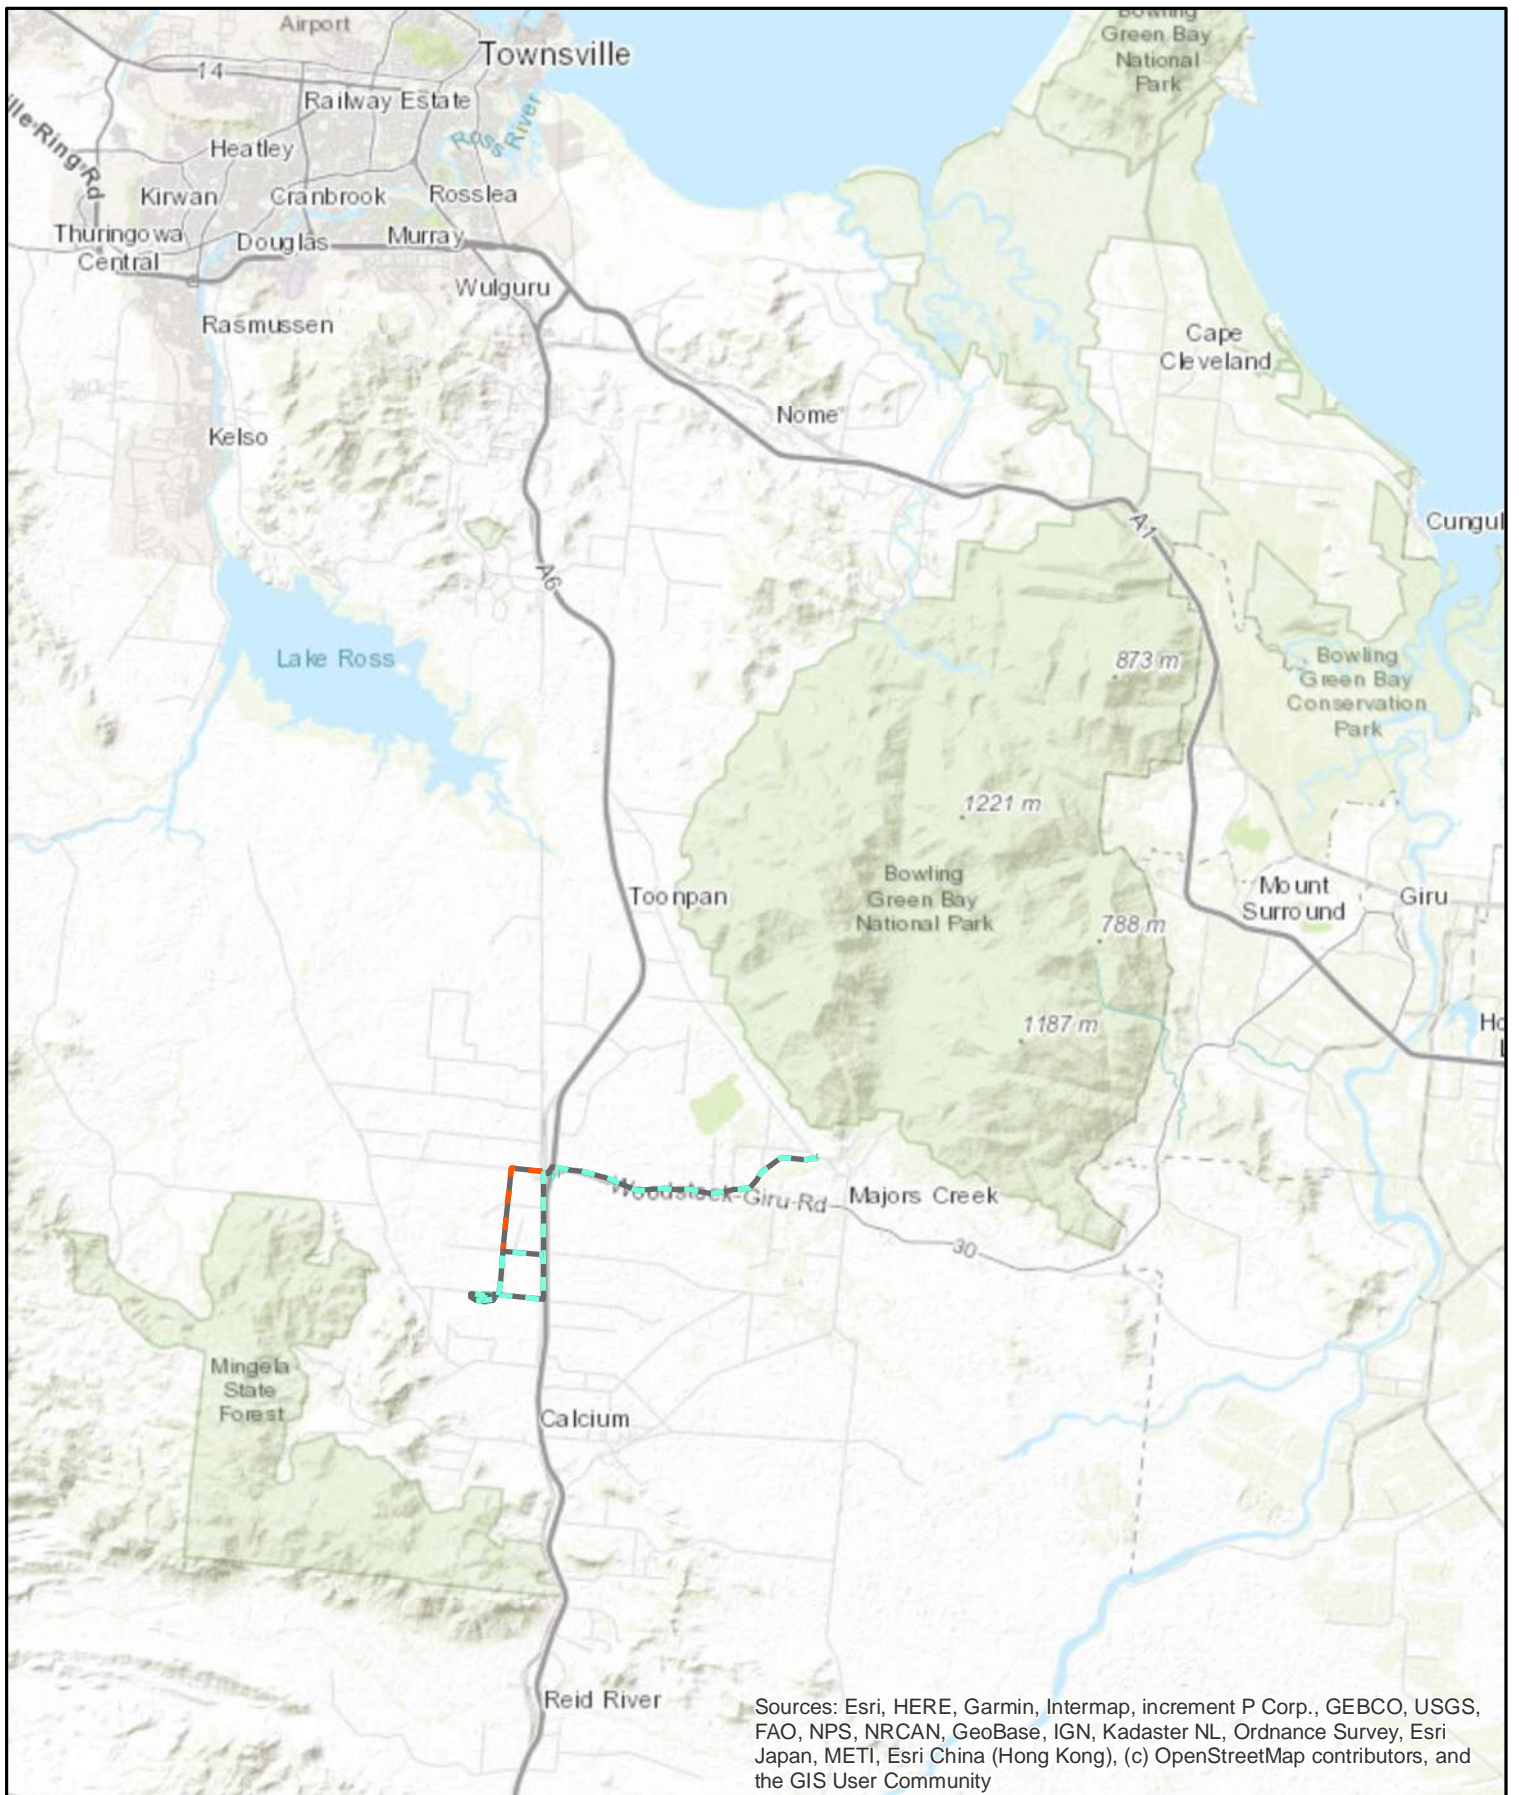 Airport
Townsville
Bowling
Green Bay
National
Park
14
Railway Estate
Ross River
Heatley
Kirwan
Cranbrook
Rosslea
Thuringowa
Central
Douglas
Murray
Wulguru
Rasmussen
Cape
Cleveland
Nome
Kelso
A1
Cungul
A6
Lake Ross
873 m
Bowling
Green Bay
Conservation
Park
1221 m
Toonpan
Bowling
Green Bay
National Park
Mount
Surround
Giru
788 m
1187 m
Woodstock-Giru-Rd
Majors Creek
30
Mingela
State
Forest
Calcium
Reid River
Sources: Esri, HERE, Garmin, Intermap, increment P Corp., GEBCO, USGS,
FAO, NPS, NRCAN, GeoBase, IGN, Kadaster NL, Ordnance Survey, Esri
Japan, METI, Esri China (Hong Kong), (c) OpenStreetMap contributors, and
the GIS User Community